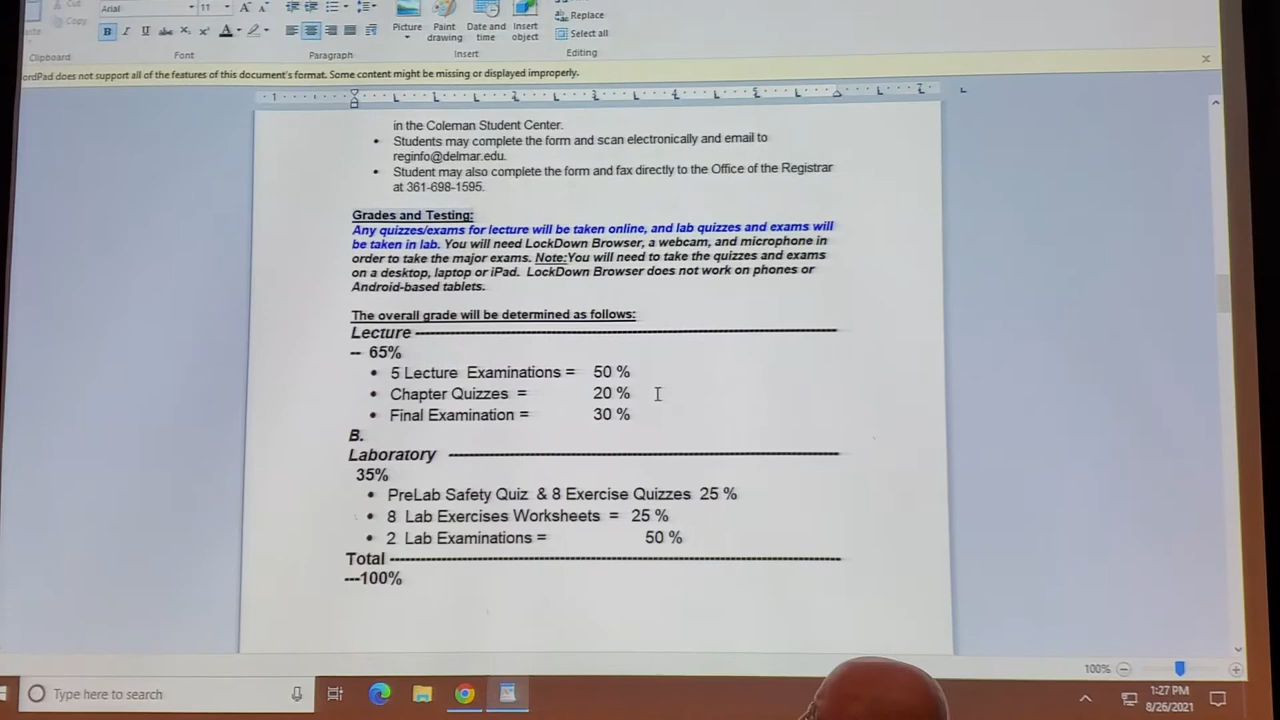 Cut
Copy
Arial
11
Clipboard
Font
Paragraph
Picture
Paint drawing
Date and time
Insert object
Insert
Replace
Select all
Editing
ordPad does not support all of the features of this document's format. Some content might be missing or displayed improperly.
in the Coleman Student Center.
• Students may complete the form and scan electronically and email to
reginfo@delmar.edu.
• Student may also complete the form and fax directly to the Office of the Registrar
at 361-698-1595.
Grades and Testing:
Any quizzes/exams for lecture will be taken online, and lab quizzes and exams will
be taken in lab. You will need LockDown Browser, a webcam, and microphone in
order to take the major exams. Note:You will need to take the quizzes and exams
on a desktop, laptop or iPad. LockDown Browser does not work on phones or
Android-based tablets.
The overall grade will be determined as follows:
Lecture ------------------------------------------------------------
-- 65%
• 5 Lecture Examinations = 50 %
• Chapter Quizzes = 20 %
• Final Examination = 30 %
B.
Laboratory ------------------------------------------------------------
35%
• PreLab Safety Quiz & 8 Exercise Quizzes 25 %
• 8 Lab Exercises Worksheets = 25 %
• 2 Lab Examinations = 50 %
Total ------------------------------------------------------------
---100%
100%
Type here to search
1:27 PM
8/26/2021